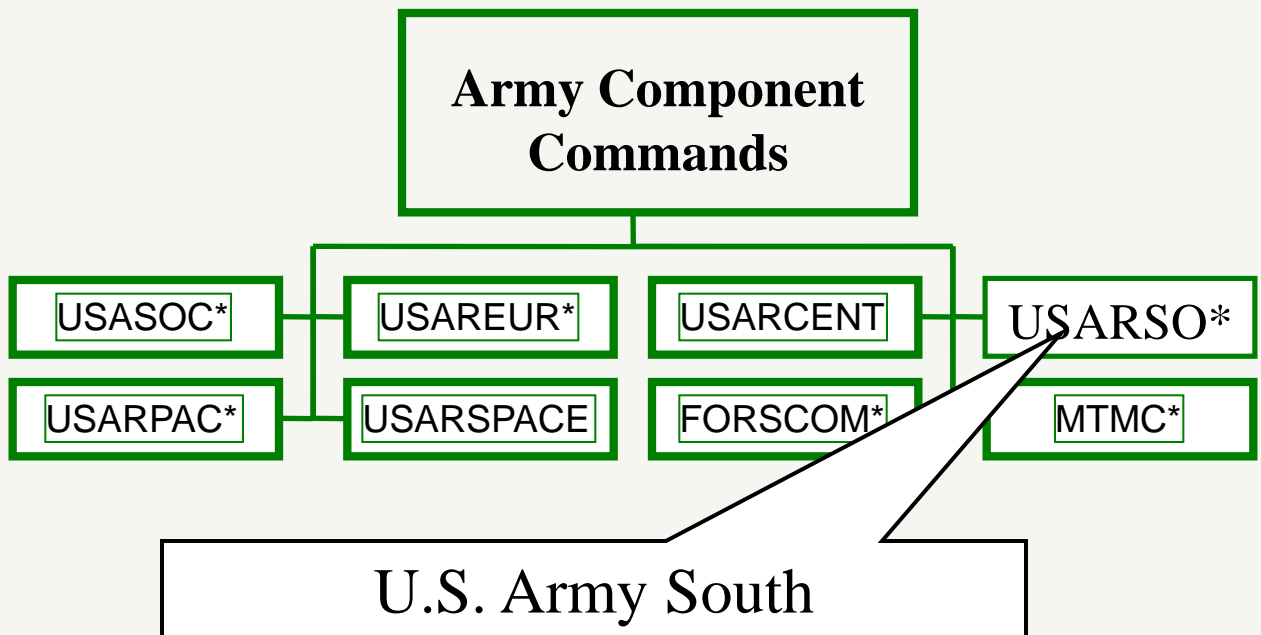 Army Component
Commands
USASOC*
USAREUR*
USARCENT
USARSO*
USARPAC*
USARSPACE
FORSCOM*
MTMC*
U.S. Army South